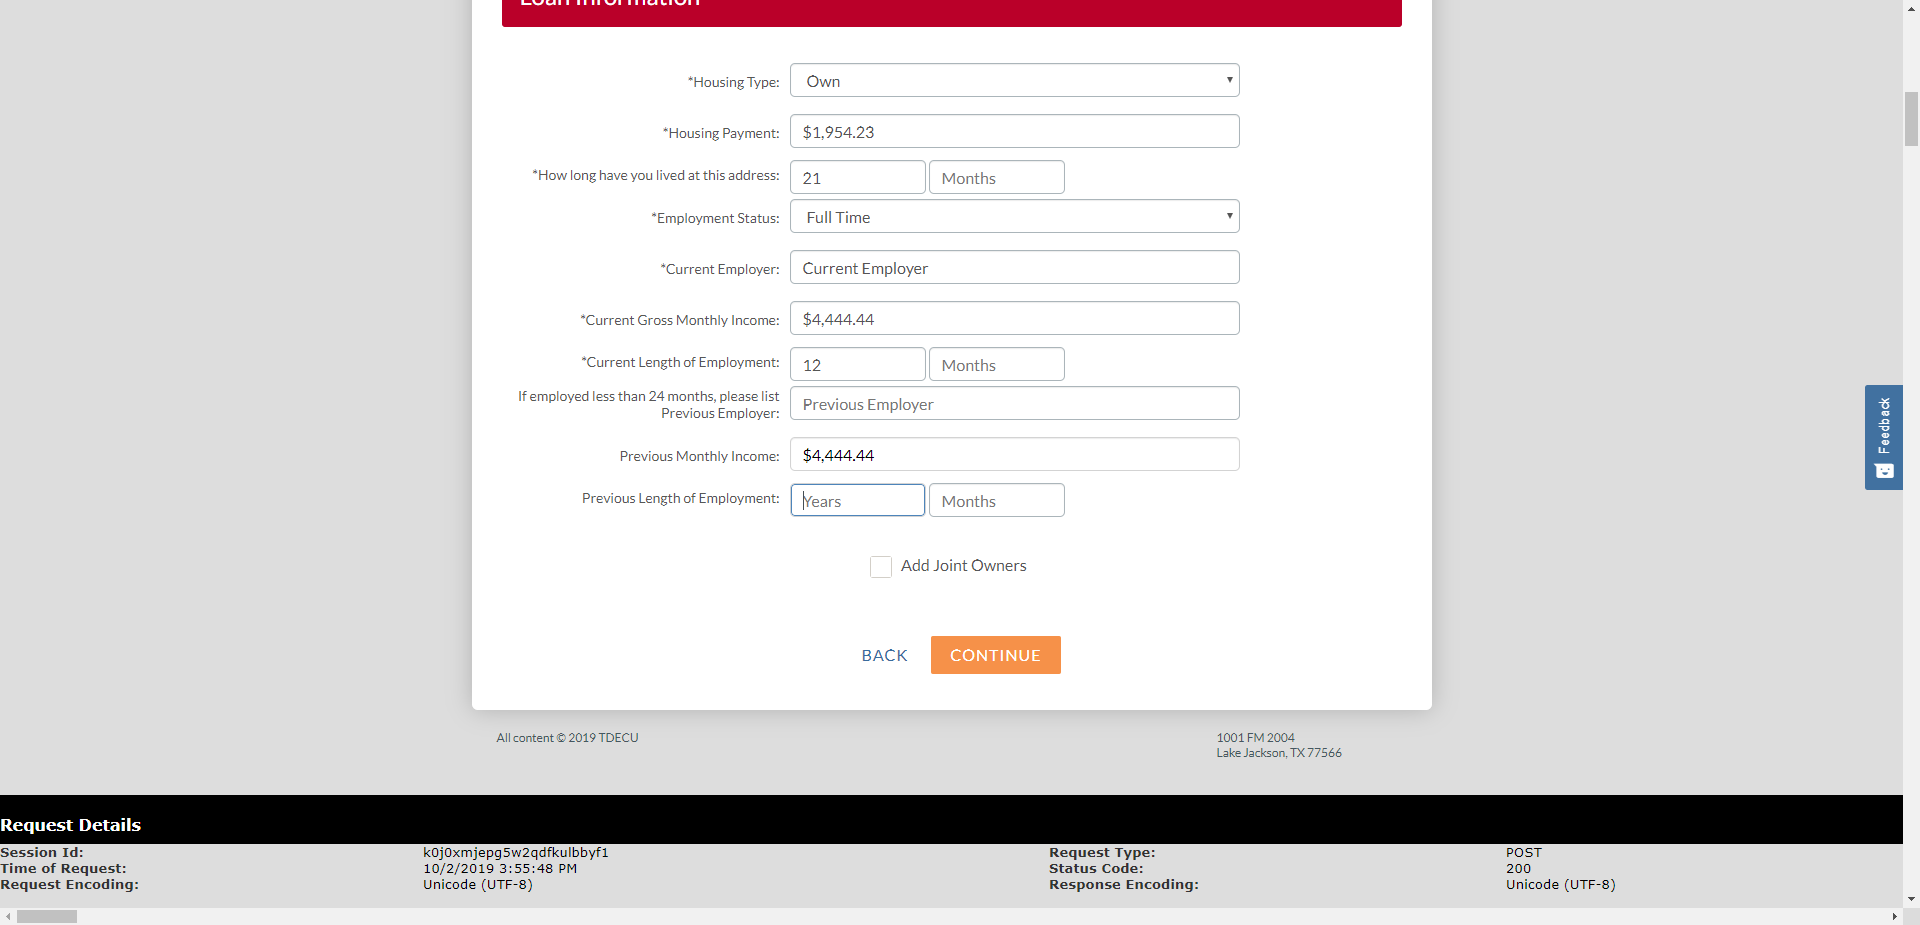 Loan Information
*Housing Type: Own
*Housing Payment: $1,954.23
*How long have you lived at this address: 21 Months
*Employment Status: Full Time
*Current Employer: Current Employer
*Current Gross Monthly Income: $4,444.44
*Current Length of Employment: 12 Months
If employed less than 24 months, please list
Previous Employer: Previous Employer
Previous Monthly Income: $4,444.44
Previous Length of Employment: Years Months
Add Joint Owners
BACK CONTINUE
Feedback
All content © 2019 TDECU
1001 FM 2004
Lake Jackson, TX 77566
Request Details
Session Id: k0j0xmjepg5w2qdfkulbbyf1 Request Type: POST
Time of Request: 10/2/2019 3:55:48 PM Status Code: 200
Request Encoding: Unicode (UTF-8) Response Encoding: Unicode (UTF-8)